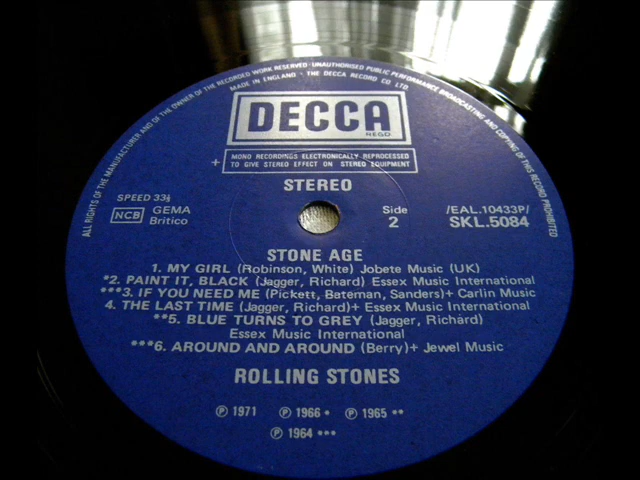 ALL RIGHTS OF THE MANUFACTURER AND OF THE OWNER OF THE RECORDED WORK RESERVED · UNAUTHORISED PUBLIC PERFORMANCE BROADCASTING AND COPYING OF THIS RECORD PROHIBITED
MADE IN ENGLAND · THE DECCA RECORD CO LTD
DECCA
REGD
+ MONO RECORDINGS ELECTRONICALLY REPROCESSED
TO GIVE STEREO EFFECT ON STEREO EQUIPMENT
STEREO
SPEED 33⅓
NCB GEMA
Britico
Side
2
/EAL.10433P/
SKL.5084
STONE AGE
1. MY GIRL (Robinson, White) Jobete Music (UK)
*2. PAINT IT, BLACK (Jagger, Richard) Essex Music International
***3. IF YOU NEED ME (Pickett, Bateman, Sanders)+ Carlin Music
4. THE LAST TIME (Jagger, Richard)+ Essex Music International
**5. BLUE TURNS TO GREY (Jagger, Richard)
Essex Music International
***6. AROUND AND AROUND (Berry)+ Jewel Music
ROLLING STONES
℗ 1971 ℗ 1966 * ℗ 1965 **
℗ 1964 ***